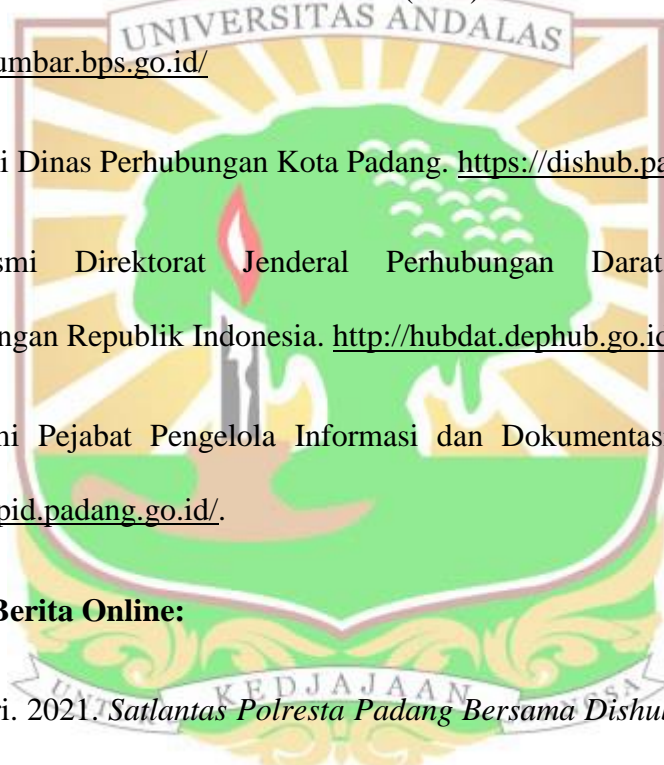 UNIVERSITAS ANDALAS
umbar.bps.go.id/
i Dinas Perhubungan Kota Padang. https://dishub.pa
smi Direktorat Jenderal Perhubungan Darat
ngan Republik Indonesia. http://hubdat.dephub.go.id
ni Pejabat Pengelola Informasi dan Dokumentasi
pid.padang.go.id/.
Berita Online:
KEDJAJAAN
ri. 2021. Satlantas Polresta Padang Bersama Dishu